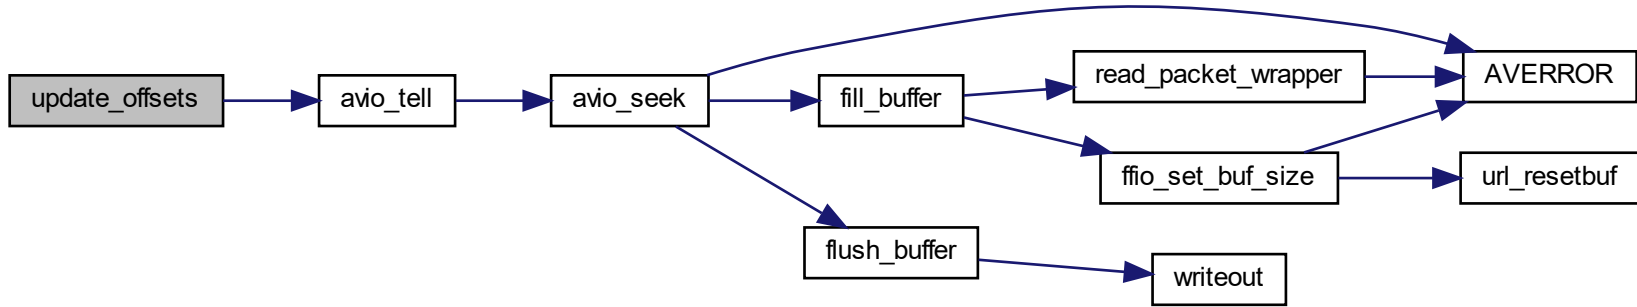 update_offsets
avio_tell
avio_seek
fill_buffer
read_packet_wrapper
AVERROR
ffio_set_buf_size
url_resetbuf
flush_buffer
writeout